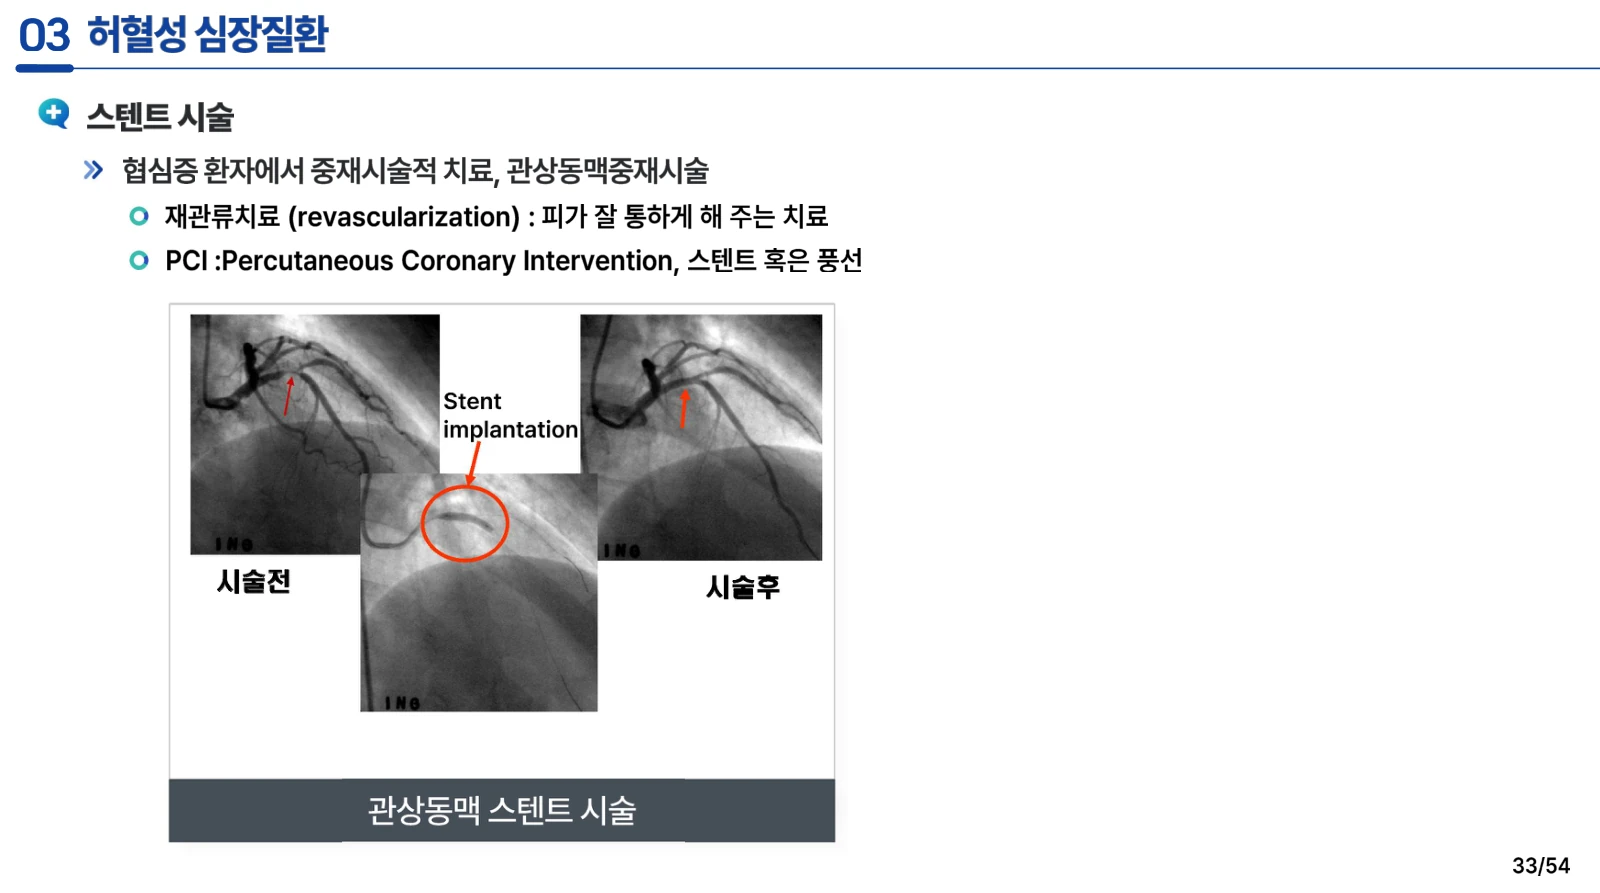 03 허혈성 심장질환
스텐트 시술
협심증 환자에서 중재시술적 치료, 관상동맥중재시술
재관류치료 (revascularization) : 피가 잘 통하게 해 주는 치료
PCI :Percutaneous Coronary Intervention, 스텐트 혹은 풍선
Stent
implantation
ING
시술전
ING
시술후
ING
관상동맥 스텐트 시술
33/54